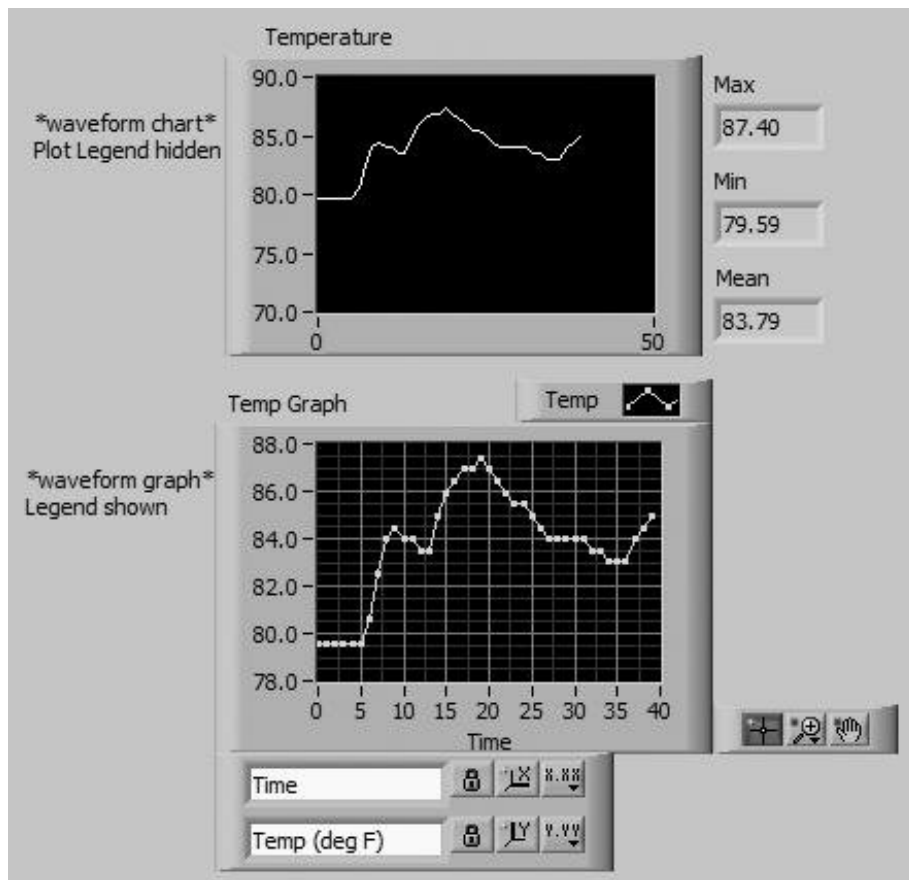 Temperature
90.0
85.0
80.0
75.0
70.0
0
50
*waveform chart*
Plot Legend hidden
Max
87.40
Min
79.59
Mean
83.79
Temp Graph
Temp
88.0
86.0
84.0
82.0
80.0
78.0
0 5 10 15 20 25 30 35 40
Time
*waveform graph*
Legend shown
Time
X
X.XX
Temp (deg F)
Y
Y.YY